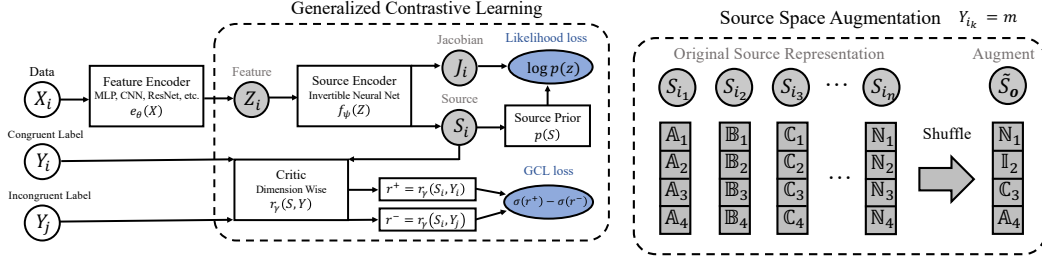 Generalized Contrastive Learning
Data
X_i
Feature Encoder
MLP, CNN, ResNet, etc.
e_θ(X)
Feature
Z_i
Source Encoder
Invertible Neural Net
f_ψ(Z)
Jacobian
J_i
Likelihood loss
log p(z)
Source
S_i
Source Prior
p(S)
Congruent Label
Y_i
Incongruent Label
Y_j
Critic
Dimension Wise
r_γ(S, Y)
r^+ = r_γ(S_i, Y_i)
r^- = r_γ(S_i, Y_j)
GCL loss
σ(r^+) − σ(r^-)
Source Space Augmentation Y_{i_k} = m
Original Source Representation
Augment
S_{i_1} S_{i_2} S_{i_3} ⋯ S_{i_n}
S̃_o
𝔸_1 𝔹_1 ℂ_1 ℕ_1 ℕ_1
𝔸_2 𝔹_2 ℂ_2 ℕ_2 𝕀_2
𝔸_3 𝔹_3 ℂ_3 ⋯ ℕ_3 ℂ_3
𝔸_4 𝔹_4 ℂ_4 ℕ_4 𝔸_4
Shuffle